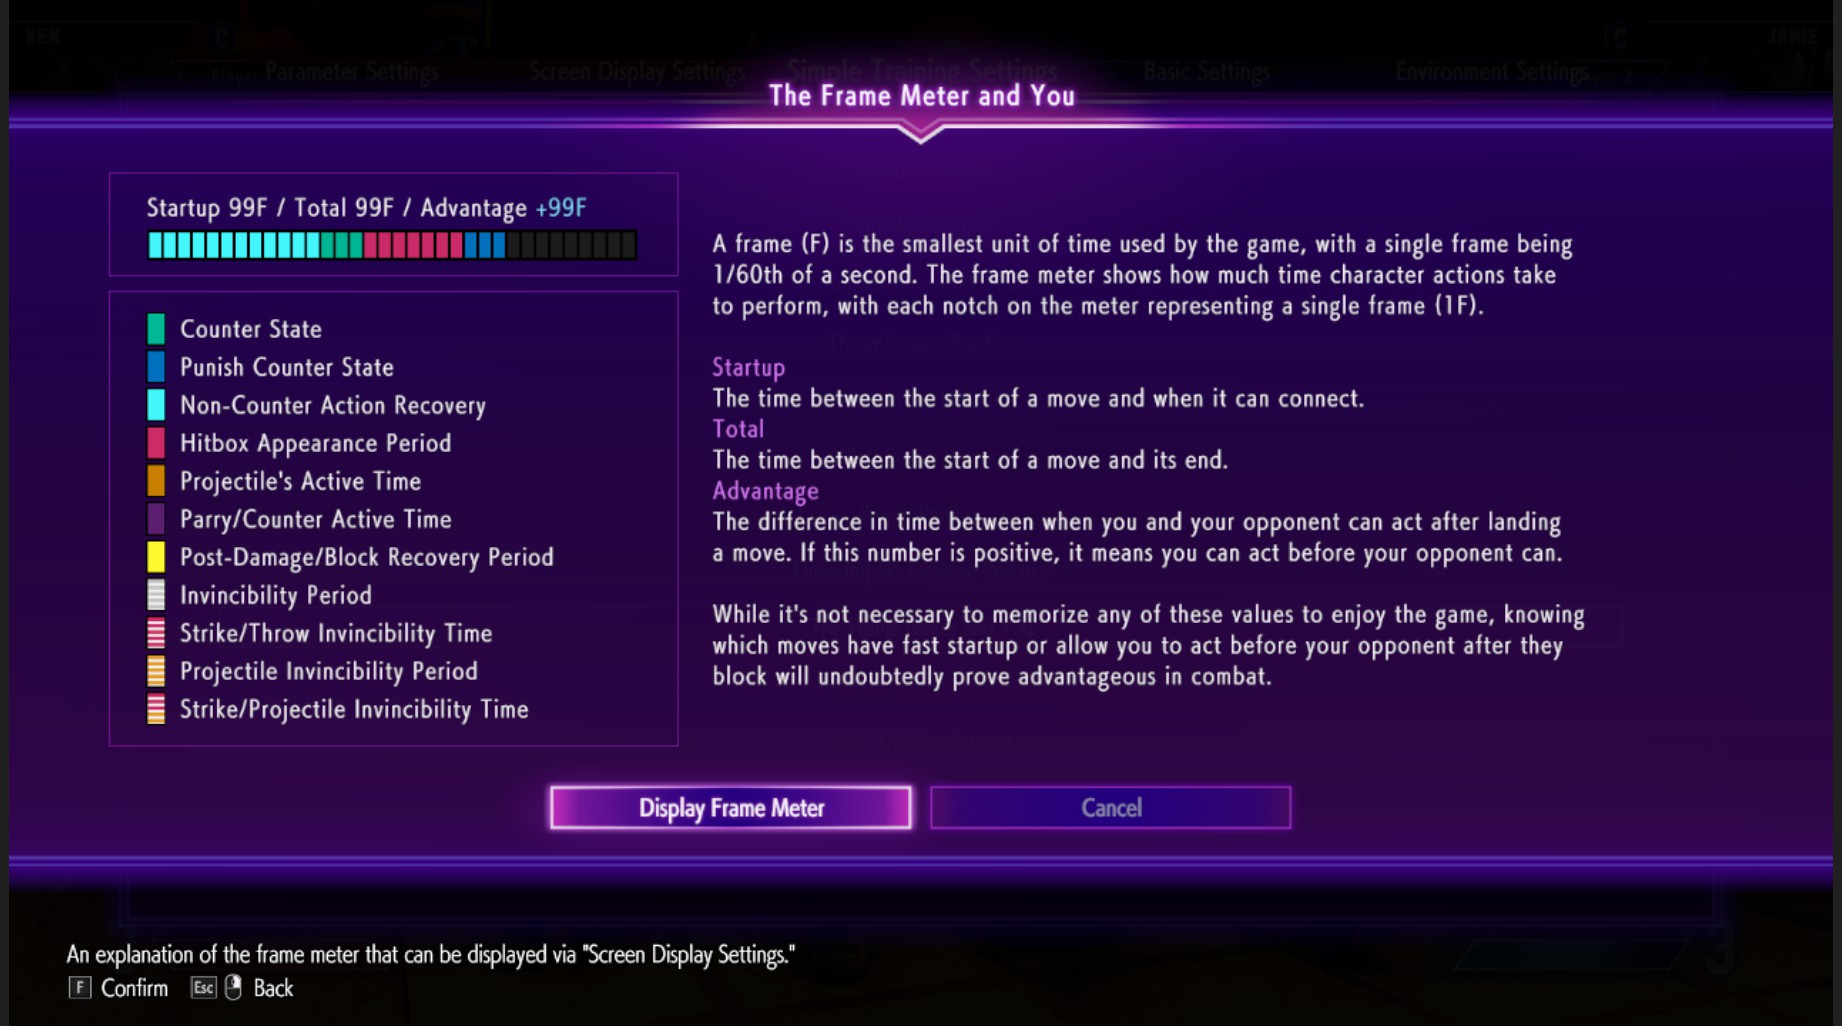 KEN
JAMIE
Parameter Settings
Screen Display Settings
Simple Training Settings
Basic Settings
Environment Settings
The Frame Meter and You
Startup 99F / Total 99F / Advantage +99F
Counter State
Punish Counter State
Non-Counter Action Recovery
Hitbox Appearance Period
Projectile's Active Time
Parry/Counter Active Time
Post-Damage/Block Recovery Period
Invincibility Period
Strike/Throw Invincibility Time
Projectile Invincibility Period
Strike/Projectile Invincibility Time
A frame (F) is the smallest unit of time used by the game, with a single frame being
1/60th of a second. The frame meter shows how much time character actions take
to perform, with each notch on the meter representing a single frame (1F).
Startup
The time between the start of a move and when it can connect.
Total
The time between the start of a move and its end.
Advantage
The difference in time between when you and your opponent can act after landing
a move. If this number is positive, it means you can act before your opponent can.
While it's not necessary to memorize any of these values to enjoy the game, knowing
which moves have fast startup or allow you to act before your opponent after they
block will undoubtedly prove advantageous in combat.
Display Frame Meter
Cancel
An explanation of the frame meter that can be displayed via "Screen Display Settings."
F Confirm Esc Back
3